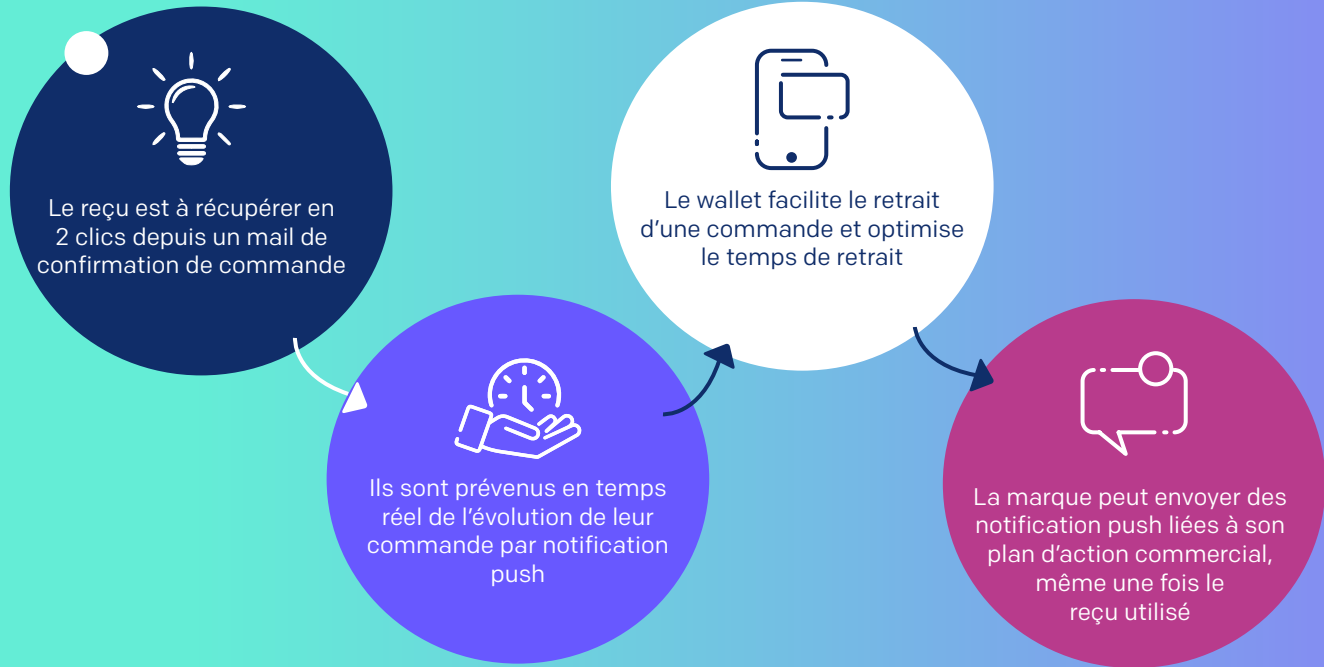 Le reçu est à récupérer en
2 clics depuis un mail de
confirmation de commande
Ils sont prévenus en temps
réel de l'évolution de leur
commande par notification
push
Le wallet facilite le retrait
d'une commande et optimise
le temps de retrait
La marque peut envoyer des
notification push liées à son
plan d'action commercial,
même une fois le
reçu utilisé